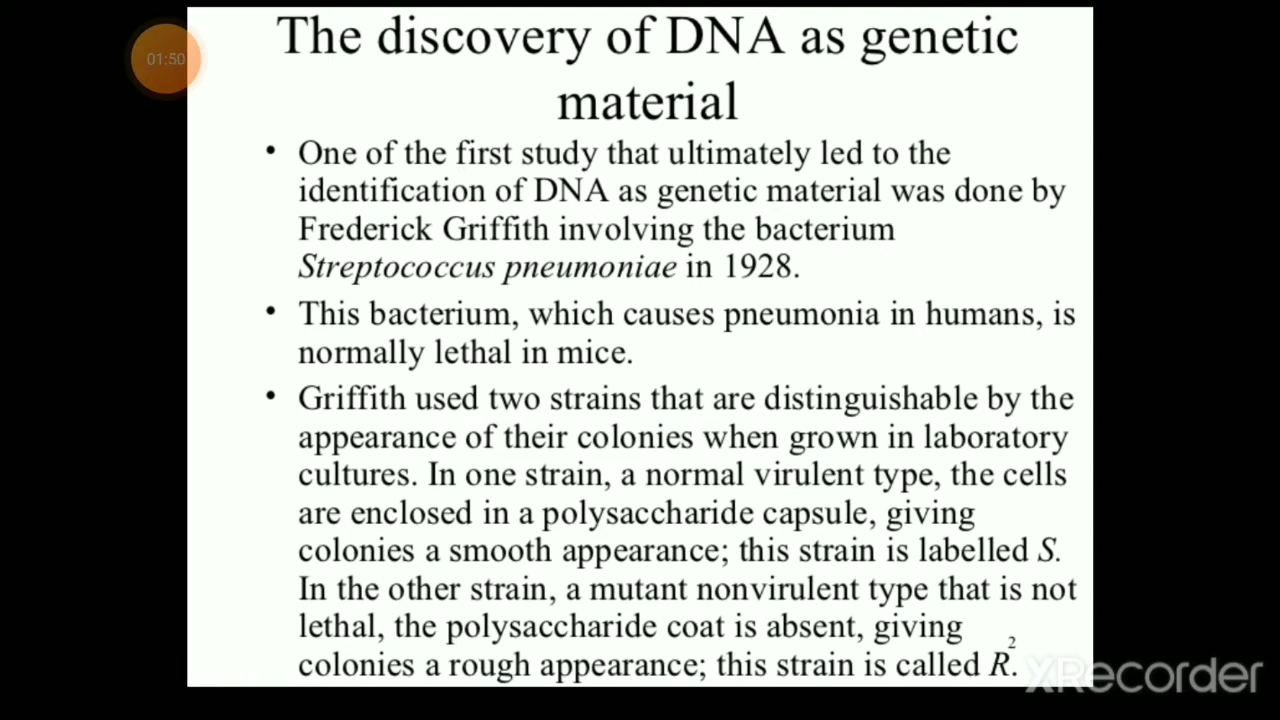 01:50
The discovery of DNA as genetic
material
• One of the first study that ultimately led to the
identification of DNA as genetic material was done by
Frederick Griffith involving the bacterium
Streptococcus pneumoniae in 1928.
• This bacterium, which causes pneumonia in humans, is
normally lethal in mice.
• Griffith used two strains that are distinguishable by the
appearance of their colonies when grown in laboratory
cultures. In one strain, a normal virulent type, the cells
are enclosed in a polysaccharide capsule, giving
colonies a smooth appearance; this strain is labelled S.
In the other strain, a mutant nonvirulent type that is not
lethal, the polysaccharide coat is absent, giving
colonies a rough appearance; this strain is called R.
2
XRecorder